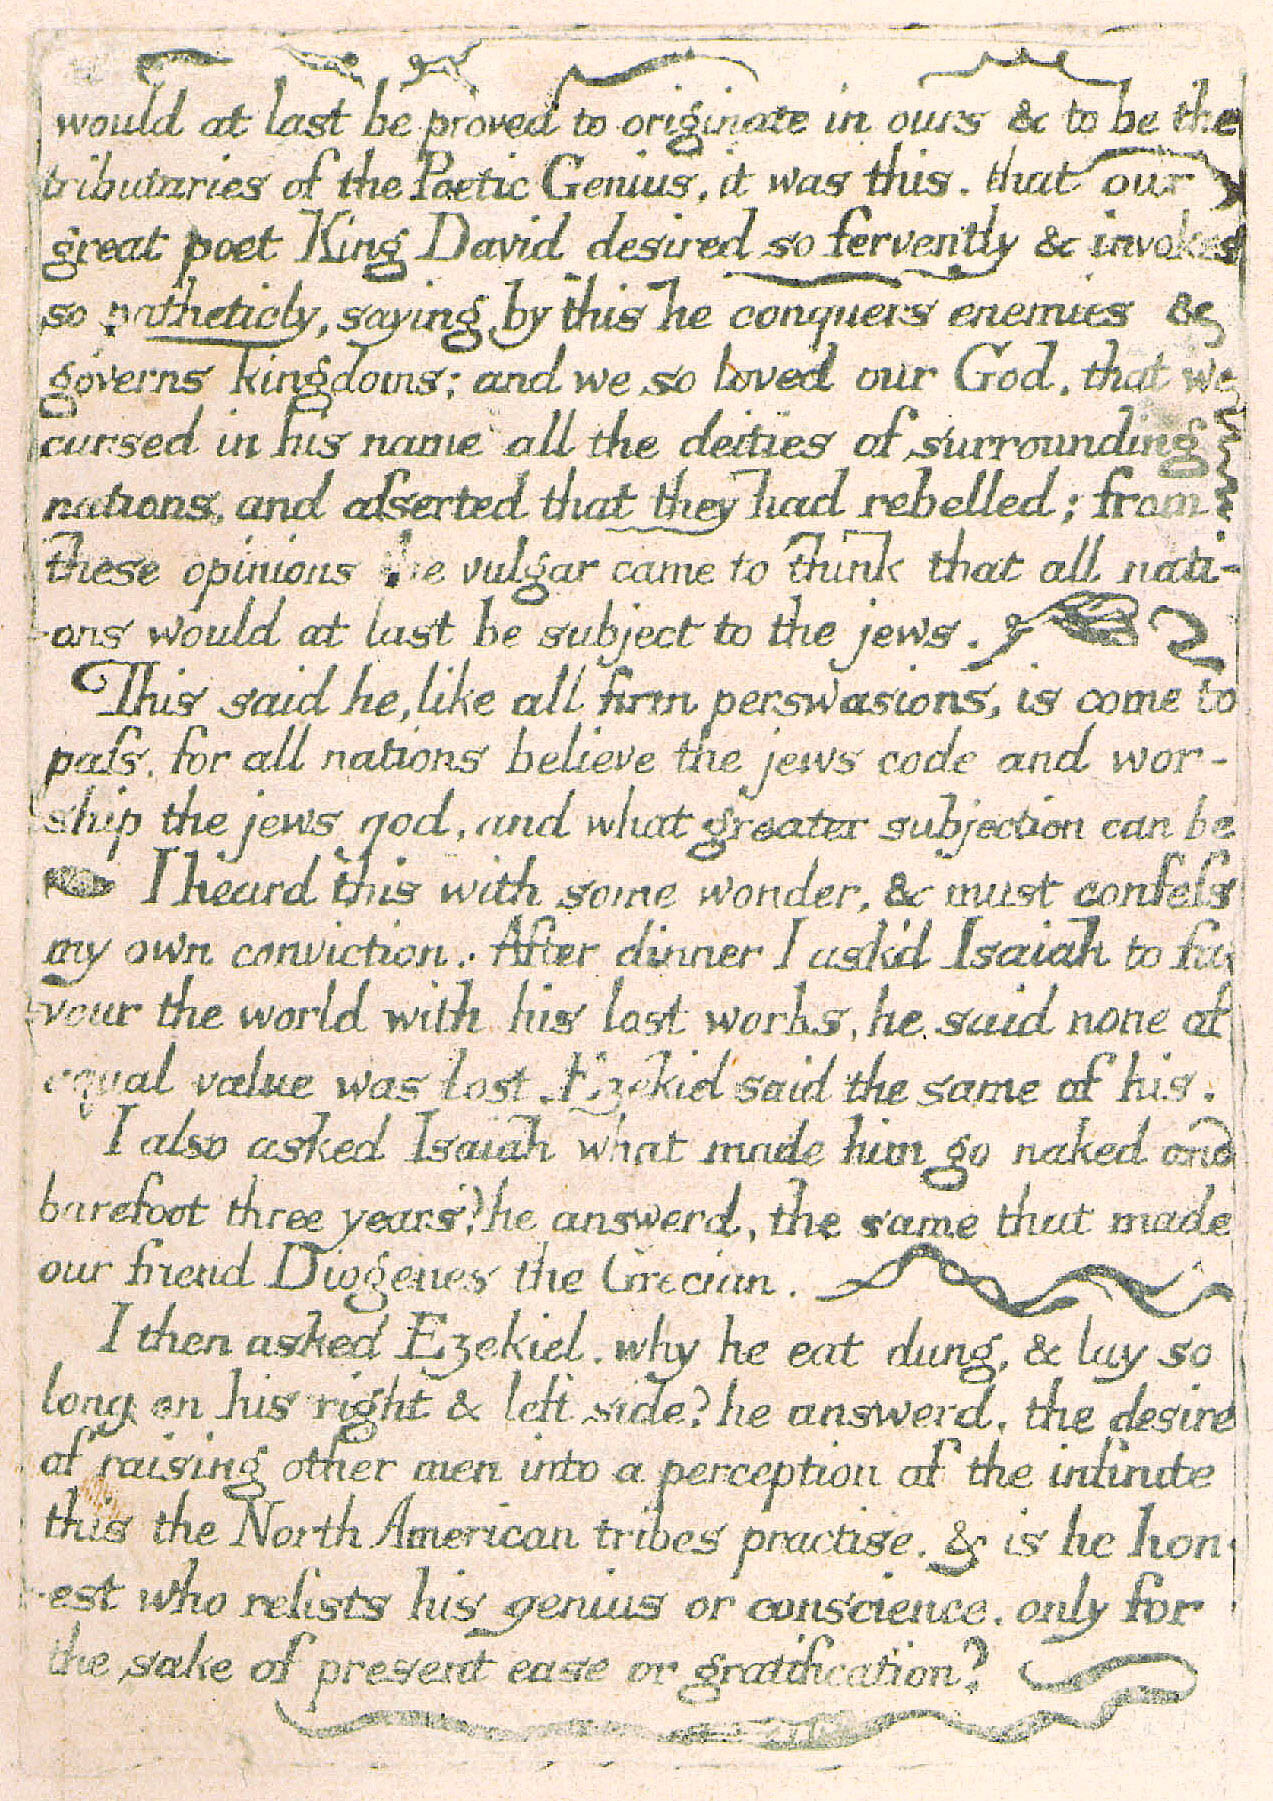 would at last be proved to originate in ours & to be the
tributaries of the Poetic Genius, it was this. that our
great poet King David desired so fervently & invokes
so patheticly, saying by this he conquers enemies &
governs kingdoms; and we so loved our God. that we
cursed in his name all the deities of surrounding
nations, and aſserted that they had rebelled; from
these opinions the vulgar came to think that all nati-
-ons would at last be subject to the jews.
This said he, like all firm perswasions, is come to
paſs. for all nations believe the jews code and wor-
ship the jews god, and what greater subjection can be
I heard this with some wonder, & must confeſs
my own conviction. After dinner I ask'd Isaiah to fa-
vour the world with his lost works, he said none of
equal value was lost. Ezekiel said the same of his.
I also asked Isaiah what made him go naked and
barefoot three years? he answerd, the same that made
our friend Diogenes the Grecian.
I then asked Ezekiel. why he eat dung, & lay so
long on his right & left side? he answerd. the desire
of raising other men into a perception of the infinite
this the North American tribes practise. & is he hon-
-est who resists his genius or conscience. only for
the sake of present ease or gratification?